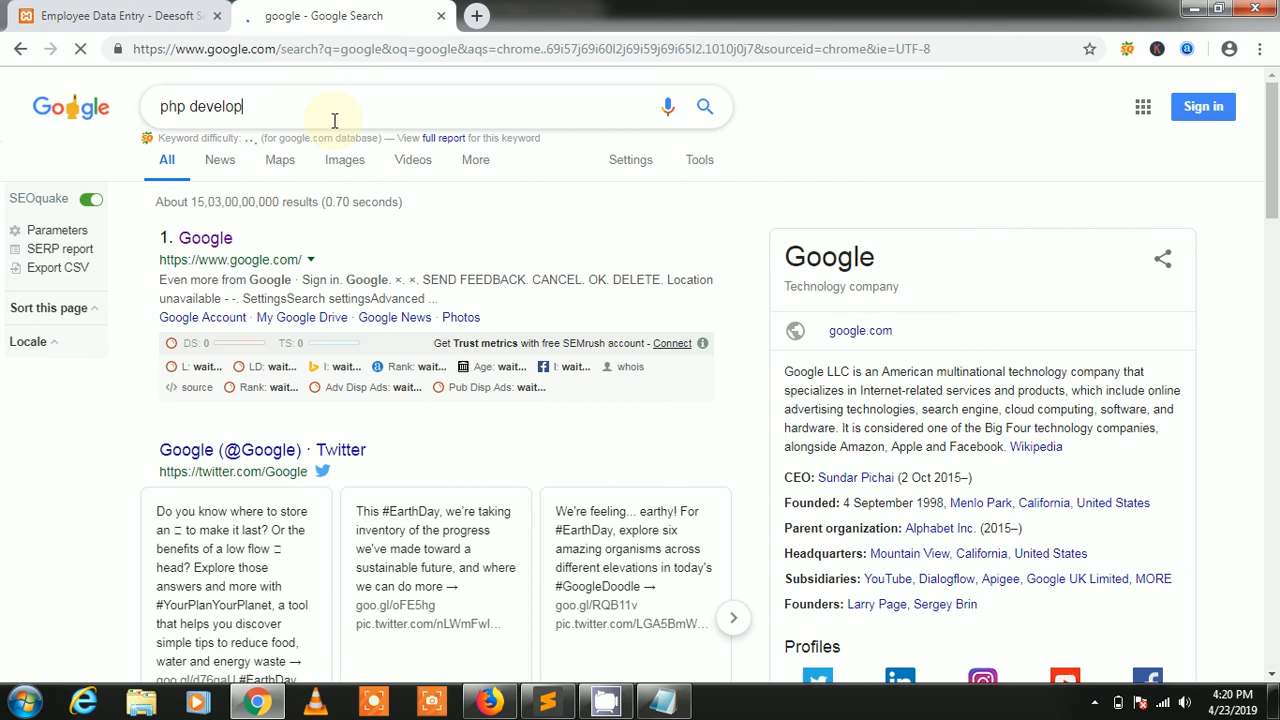 Employee Data Entry - Deesoft Se
google - Google Search
https://www.google.com/search?q=google&oq=google&aqs=chrome..69i57j69i60l2j69i59j69i65l2.1010j0j7&sourceid=chrome&ie=UTF-8
Google
php develop
Sign in
Keyword difficulty: . . . (for google.com database) — View full report for this keyword
All News Maps Images Videos More Settings Tools
SEOquake
Parameters
SERP report
Export CSV
Sort this page
Locale
About 15,03,00,00,000 results (0.70 seconds)
1. Google
https://www.google.com/
Even more from Google · Sign in. Google. ×. ×. SEND FEEDBACK. CANCEL. OK. DELETE. Location
unavailable - -. SettingsSearch settingsAdvanced ...
Google Account · My Google Drive · Google News · Photos
DS: 0 TS: 0 Get Trust metrics with free SEMrush account - Connect
L: wait... LD: wait... I: wait... Rank: wait... Age: wait... I: wait... whois
source Rank: wait... Adv Disp Ads: wait... Pub Disp Ads: wait...
Google (@Google) · Twitter
https://twitter.com/Google
Do you know where to store
an □ to make it last? Or the
benefits of a low flow □
head? Explore those
answers and more with
#YourPlanYourPlanet, a tool
that helps you discover
simple tips to reduce food,
water and energy waste →
goo.gl/d76gaU #EarthDay
This #EarthDay, we're taking
inventory of the progress
we've made toward a
sustainable future, and where
we can do more →
goo.gl/oFE5hg
pic.twitter.com/nLWmFwl...
We're feeling... earthy! For
#EarthDay, explore six
amazing organisms across
different elevations in today's
#GoogleDoodle →
goo.gl/RQB11v
pic.twitter.com/LGA5BmW...
Google
Technology company
google.com
Google LLC is an American multinational technology company that
specializes in Internet-related services and products, which include online
advertising technologies, search engine, cloud computing, software, and
hardware. It is considered one of the Big Four technology companies,
alongside Amazon, Apple and Facebook. Wikipedia
CEO: Sundar Pichai (2 Oct 2015–)
Founded: 4 September 1998, Menlo Park, California, United States
Parent organization: Alphabet Inc. (2015–)
Headquarters: Mountain View, California, United States
Subsidiaries: YouTube, Dialogflow, Apigee, Google UK Limited, MORE
Founders: Larry Page, Sergey Brin
Profiles
4:20 PM
4/23/2019